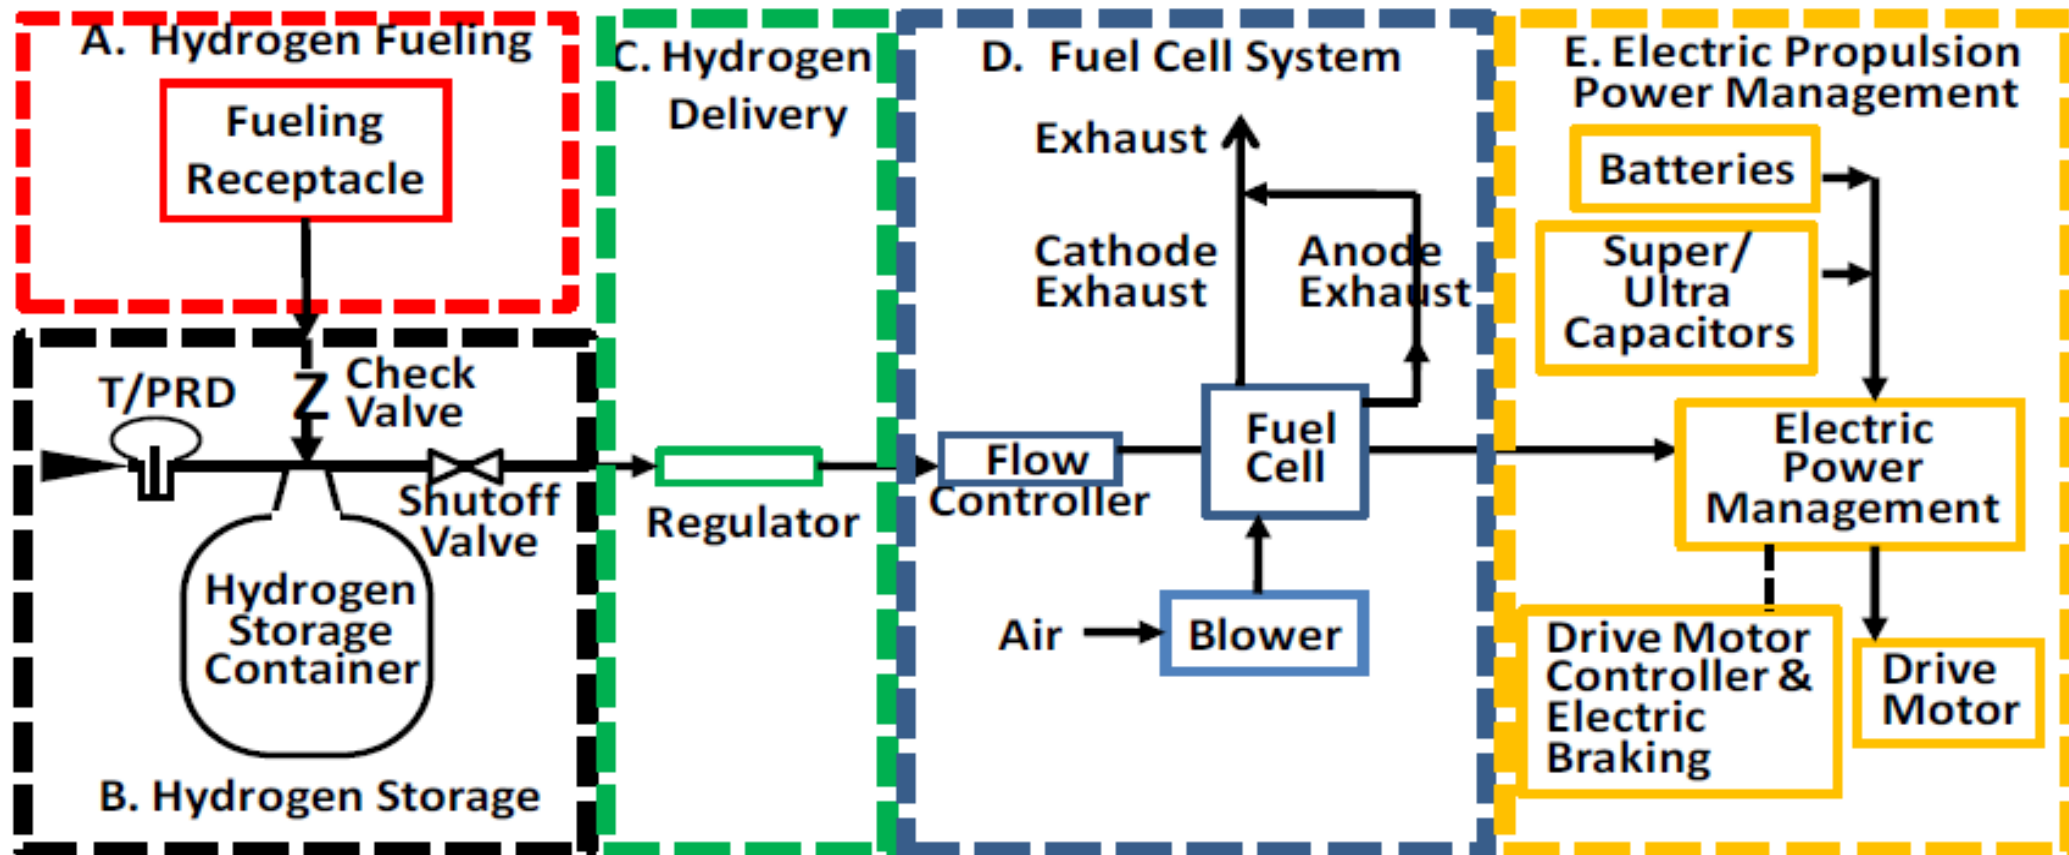 A. Hydrogen Fueling
Fueling
Receptacle
T/PRD
Z
Check
Valve
Shutoff
Valve
Hydrogen
Storage
Container
B. Hydrogen Storage
C. Hydrogen
Delivery
Regulator
D. Fuel Cell System
Exhaust
Cathode
Exhaust
Anode
Exhaust
Flow
Controller
Fuel
Cell
Air
Blower
E. Electric Propulsion
Power Management
Batteries
Super/
Ultra
Capacitors
Electric
Power
Management
Drive Motor
Controller &
Electric
Braking
Drive
Motor